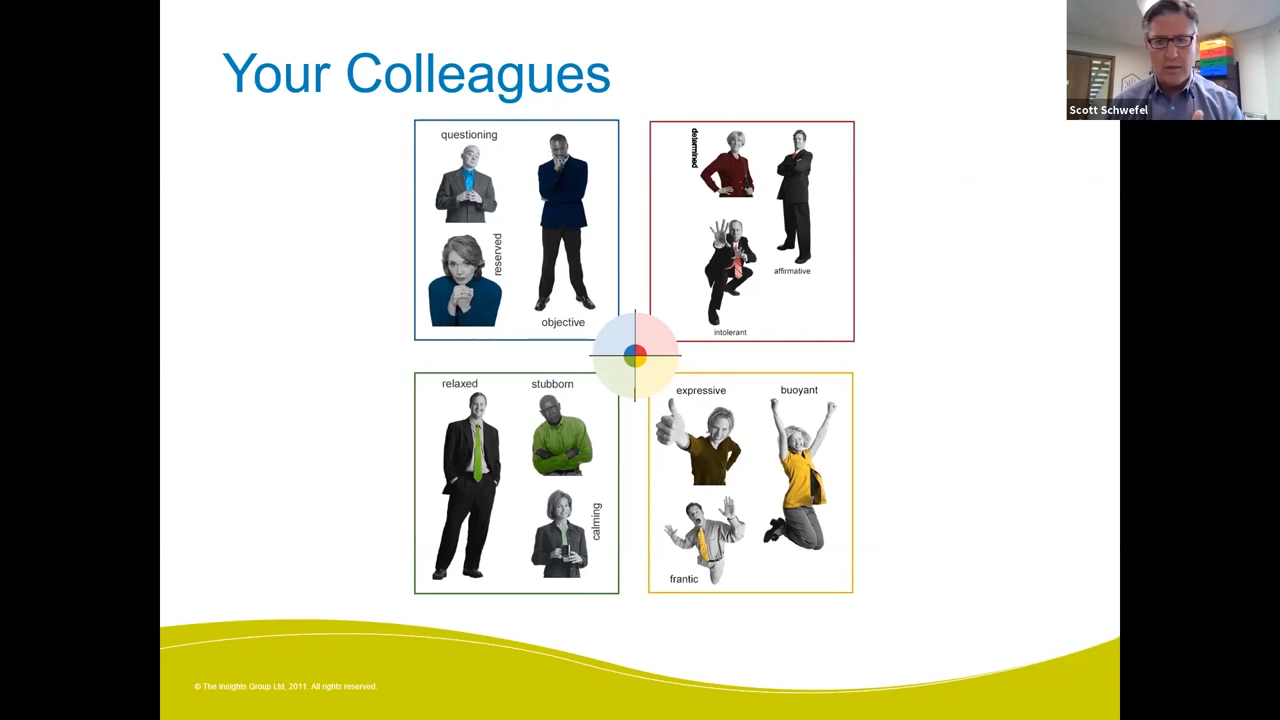 Your Colleagues
Scott Schwefel
questioning
reserved
objective
determined
affirmative
intolerant
relaxed
stubborn
calming
expressive
buoyant
frantic
© The Insights Group Ltd, 2011. All rights reserved.